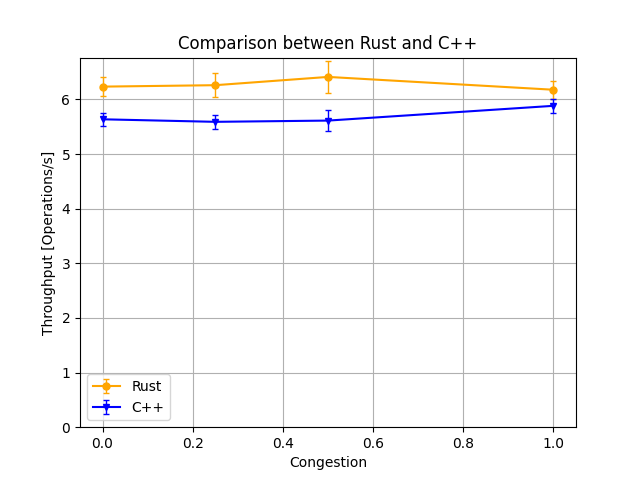 Comparison between Rust and C++
Throughput [Operations/s]
6
5
4
3
2
1
0
Rust
C++
0.0 0.2 0.4 0.6 0.8 1.0
Congestion